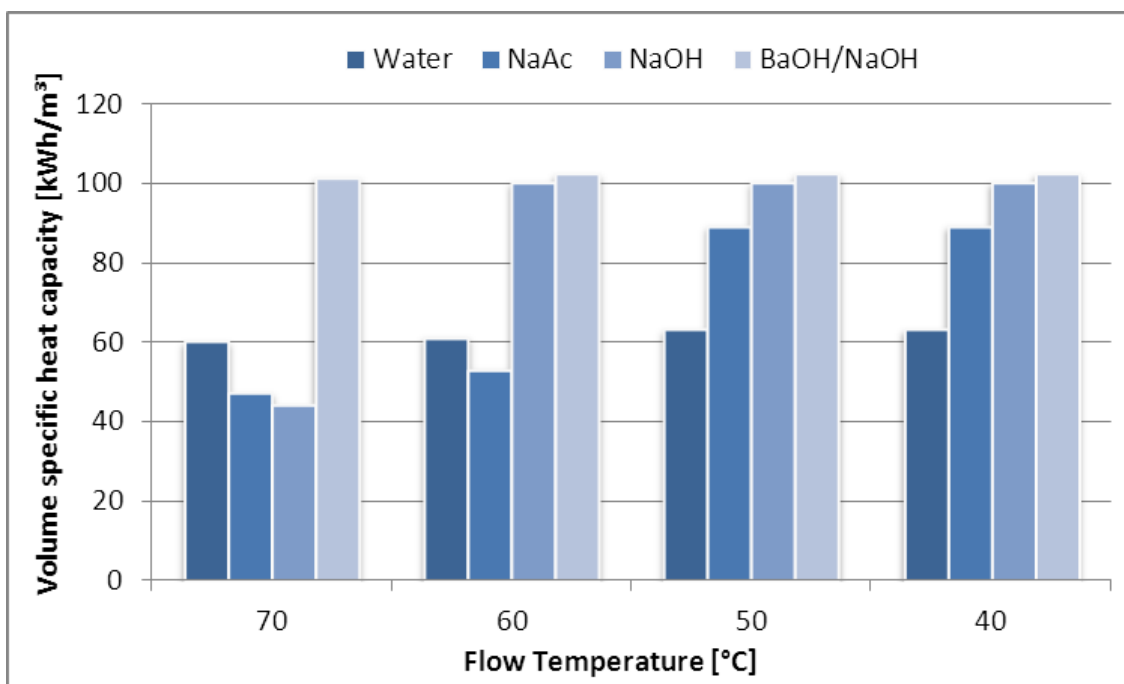 Water NaAc NaOH BaOH/NaOH
Volume specific heat capacity [kWh/m³]
120
100
80
60
40
20
0
70 60 50 40
Flow Temperature [°C]